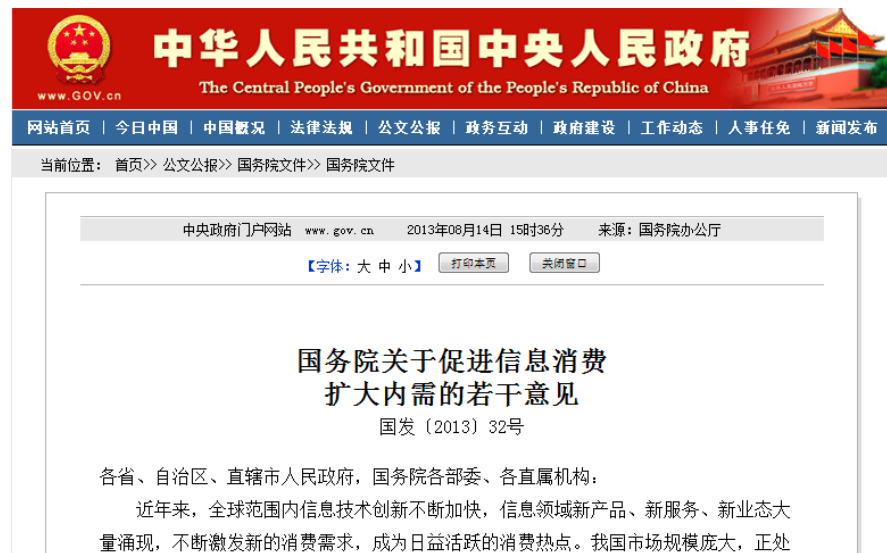 中华人民共和国中央人民政府
www.GOV.cn
The Central People's Government of the People's Republic of China
网站首页 | 今日中国 | 中国概况 | 法律法规 | 公文公报 | 政务互动 | 政府建设 | 工作动态 | 人事任免 | 新闻发布
当前位置： 首页>> 公文公报>> 国务院文件>> 国务院文件
中央政府门户网站 www.gov.cn 2013年08月14日 15时36分 来源：国务院办公厅
【字体：大 中 小】 打印本页 关闭窗口
国务院关于促进信息消费
扩大内需的若干意见
国发〔2013〕32号
各省、自治区、直辖市人民政府，国务院各部委、各直属机构：
近年来，全球范围内信息技术创新不断加快，信息领域新产品、新服务、新业态大
量涌现，不断激发新的消费需求，成为日益活跃的消费热点。我国市场规模庞大，正处